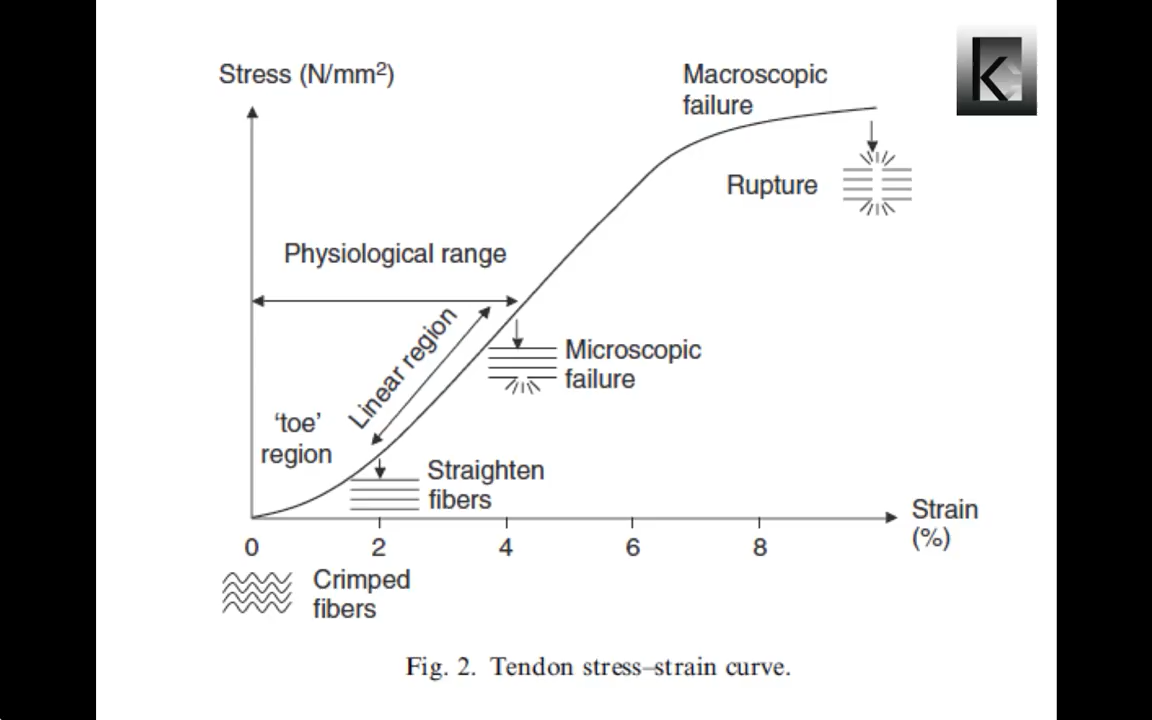 Stress (N/mm²)
Macroscopic
failure
K
Rupture
Physiological range
Linear region
Microscopic
failure
'toe'
region
Straighten
fibers
Strain
(%)
0 2 4 6 8
Crimped
fibers
Fig. 2. Tendon stress–strain curve.